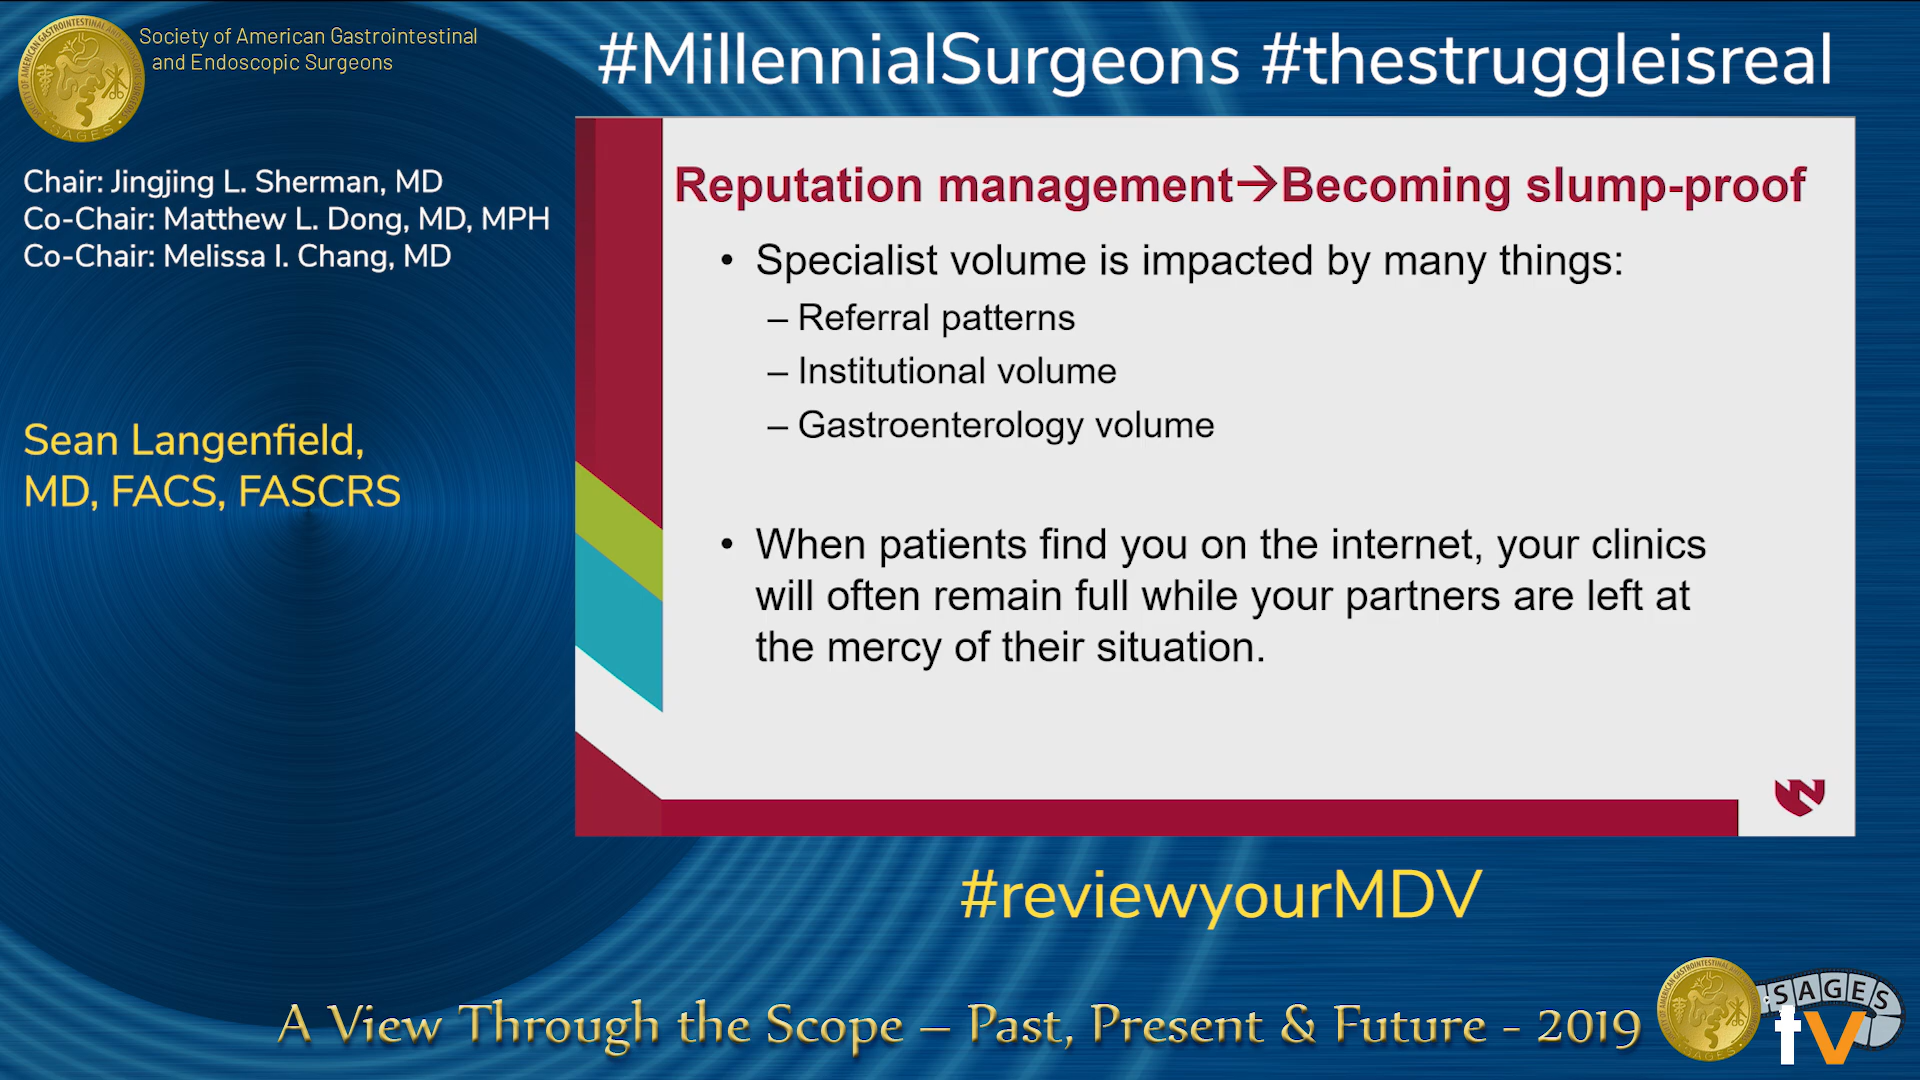 Society of American Gastrointestinal
and Endoscopic Surgeons
#MillennialSurgeons #thestruggleisreal
Chair: Jingjing L. Sherman, MD
Co-Chair: Matthew L. Dong, MD, MPH
Co-Chair: Melissa I. Chang, MD
Sean Langenfield,
MD, FACS, FASCRS
Reputation management→Becoming slump-proof
• Specialist volume is impacted by many things:
– Referral patterns
– Institutional volume
– Gastroenterology volume
• When patients find you on the internet, your clinics
will often remain full while your partners are left at
the mercy of their situation.
#reviewyourMDV
A View Through the Scope – Past, Present & Future - 2019
SAGES
tv